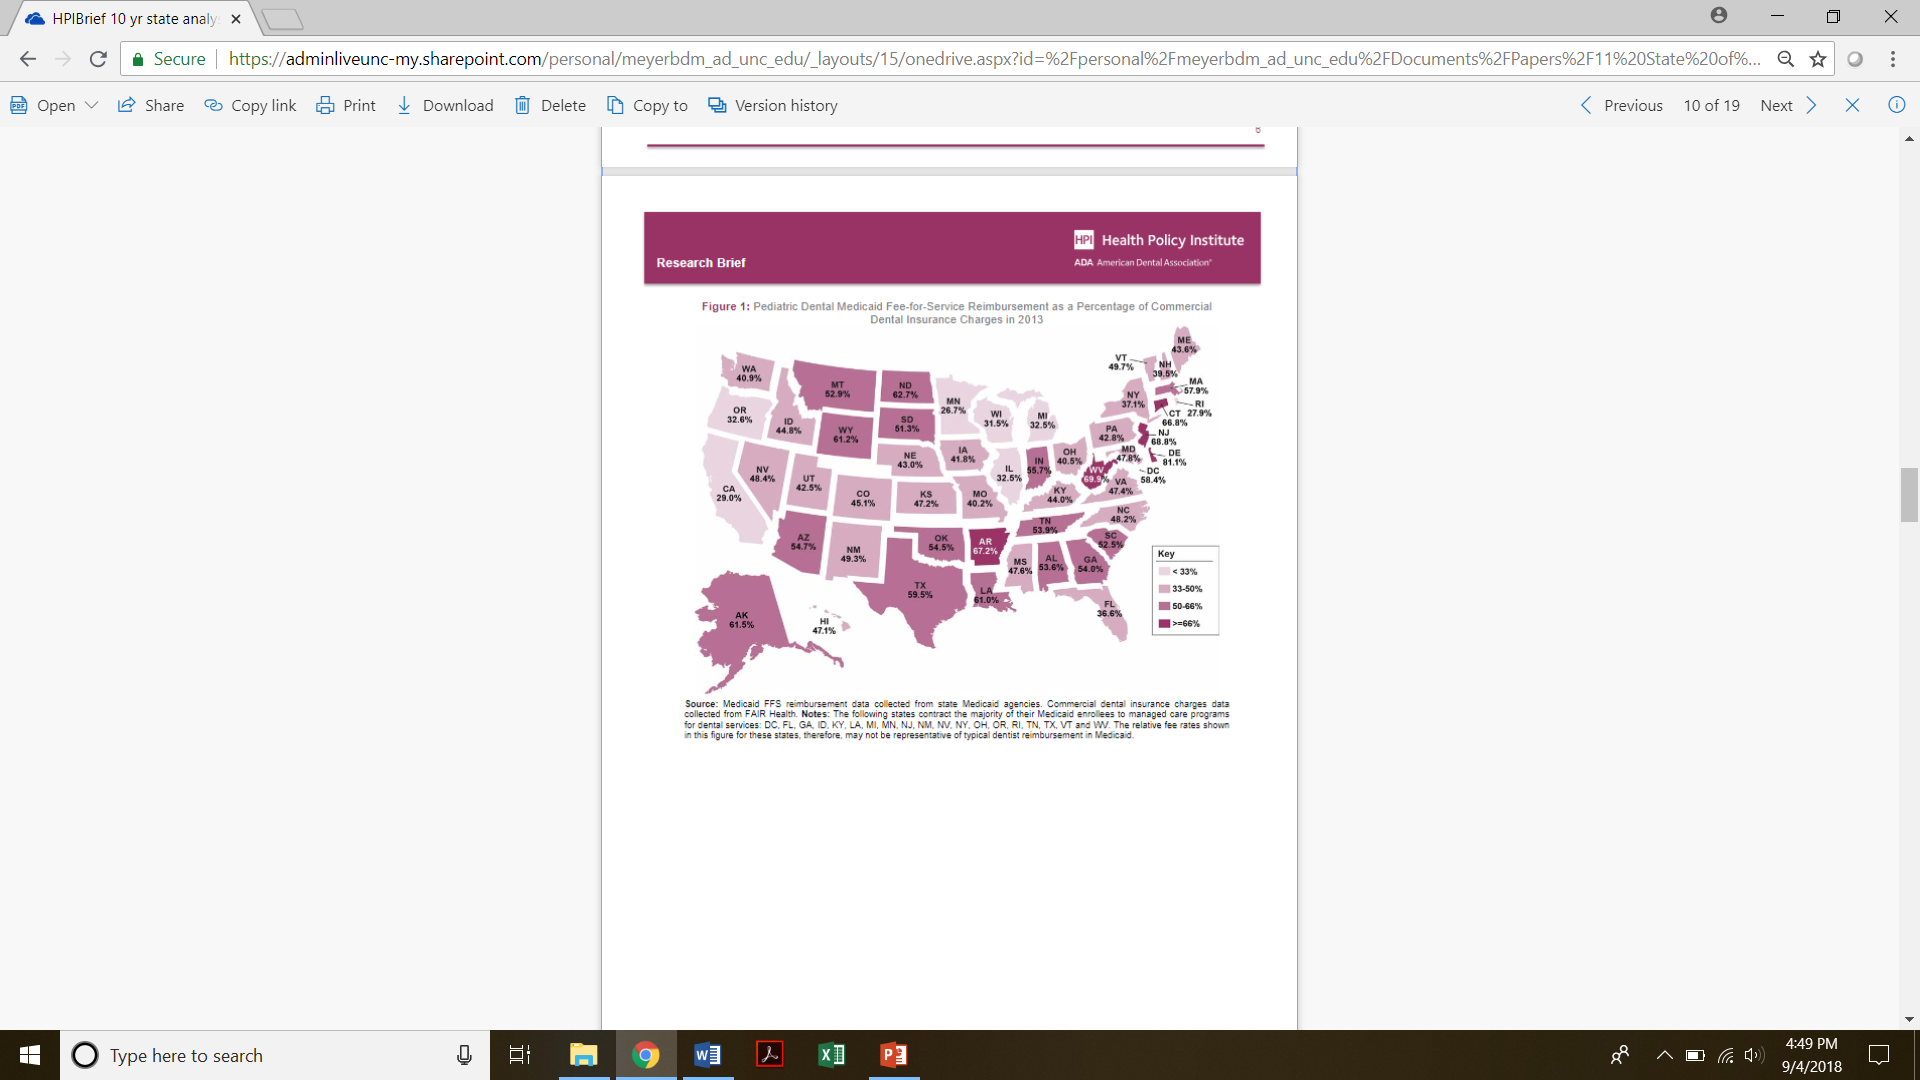 HPIBrief 10 yr state analy
Secure
https://adminliveunc-my.sharepoint.com/personal/meyerbdm_ad_unc_edu/_layouts/15/onedrive.aspx?id=%2Fpersonal%2Fmeyerbdm_ad_unc_edu%2FDocuments%2FPapers%2F11%20State%20of%...
Open Share Copy link Print Download Delete Copy to Version history Previous 10 of 19 Next
8
HPI Health Policy Institute
Research Brief
ADA American Dental Association®
Figure 1: Pediatric Dental Medicaid Fee-for-Service Reimbursement as a Percentage of Commercial
Dental Insurance Charges in 2013
ME
43.6%
VT
49.7%
NH
39.5%
WA
40.9%
MT
52.9%
ND
62.7%
MA
57.9%
NY
37.1%
MN
26.7%
RI
27.9%
OR
32.6%
WI
31.5%
MI
32.5%
CT
66.8%
ID
44.8%
SD
51.3%
WY
61.2%
PA
42.8%
NJ
68.8%
IA
41.8%
NE
43.0%
OH
40.5%
MD
47.8%
DE
81.1%
IN
55.7%
IL
32.5%
WV
69.9%
DC
58.4%
NV
48.4%
UT
42.5%
VA
47.4%
CA
29.0%
CO
45.1%
KS
47.2%
MO
40.2%
KY
44.0%
NC
48.2%
TN
53.9%
AZ
54.7%
OK
54.5%
AR
67.2%
SC
52.5%
NM
49.3%
MS
47.6%
AL
53.6%
GA
54.0%
Key
< 33%
33-50%
50-66%
>=66%
TX
59.5%
LA
61.0%
FL
36.6%
AK
61.5%
HI
47.1%
Source: Medicaid FFS reimbursement data collected from state Medicaid agencies. Commercial dental insurance charges data
collected from FAIR Health. Notes: The following states contract the majority of their Medicaid enrollees to managed care programs
for dental services: DC, FL, GA, ID, KY, LA, MI, MN, NJ, NM, NV, NY, OH, OR, RI, TN, TX, VT and WV. The relative fee rates shown
in this figure for these states, therefore, may not be representative of typical dentist reimbursement in Medicaid.
Type here to search
4:49 PM
9/4/2018